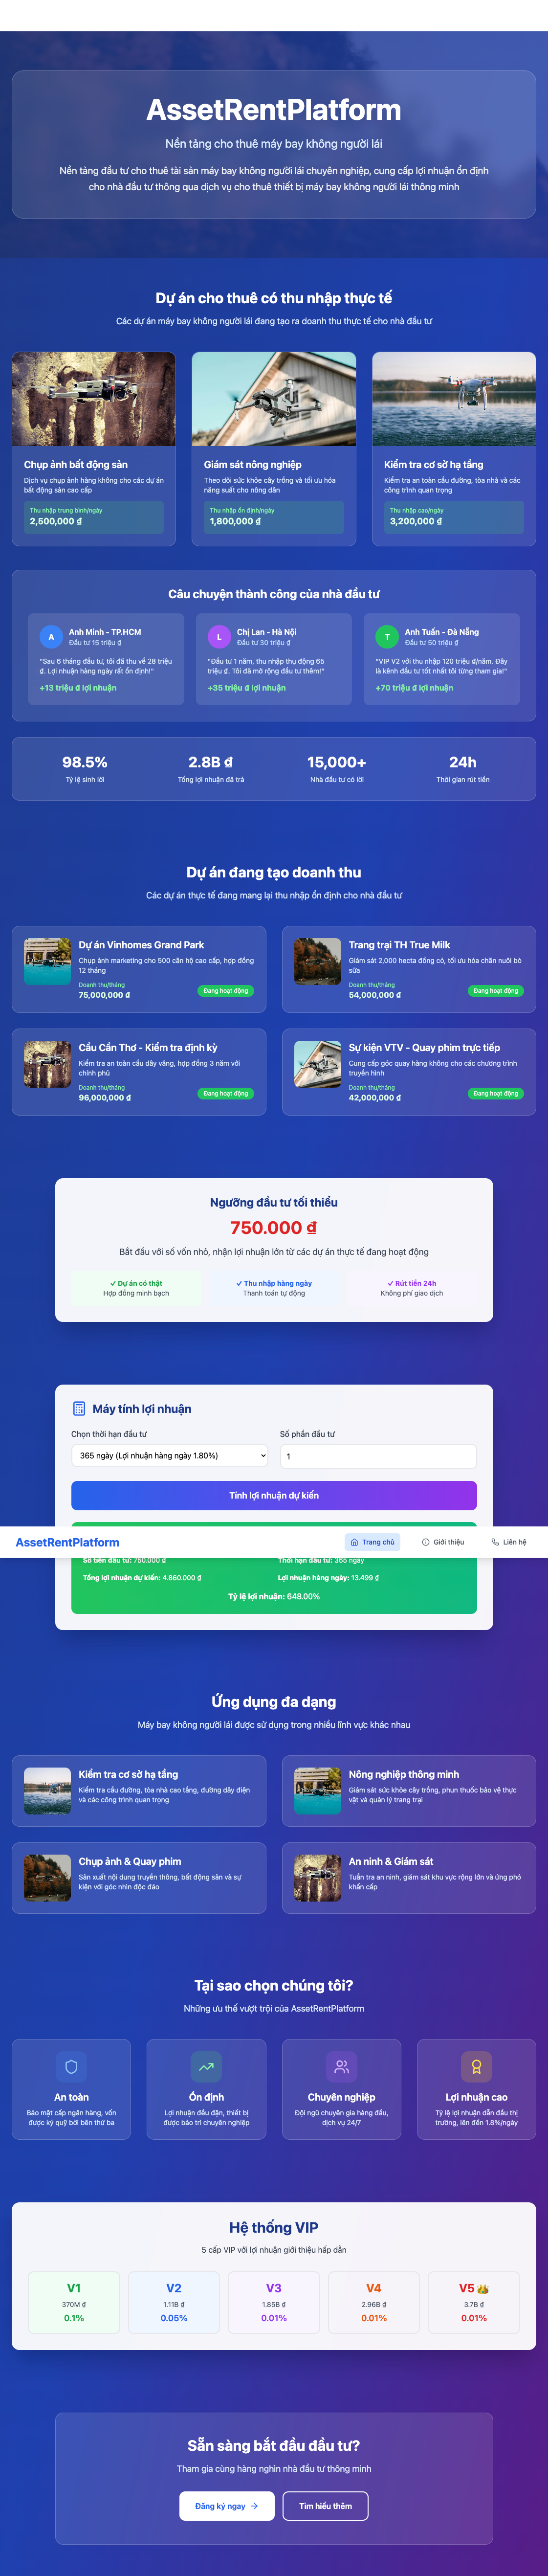 AssetRentPlatform
Nền tảng cho thuê máy bay không người lái
Nền tảng đầu tư cho thuê tài sản máy bay không người lái chuyên nghiệp, cung cấp lợi nhuận ổn định
cho nhà đầu tư thông qua dịch vụ cho thuê thiết bị máy bay không người lái thông minh
Dự án cho thuê có thu nhập thực tế
Các dự án máy bay không người lái đang tạo ra doanh thu thực tế cho nhà đầu tư
Chụp ảnh bất động sản
Dịch vụ chụp ảnh hàng không cho các dự án
bất động sản cao cấp
Thu nhập trung bình/ngày
2,500,000 ₫
Giám sát nông nghiệp
Theo dõi sức khỏe cây trồng và tối ưu hóa
năng suất cho nông dân
Thu nhập ổn định/ngày
1,800,000 ₫
Kiểm tra cơ sở hạ tầng
Kiểm tra an toàn cầu đường, tòa nhà và các
công trình quan trọng
Thu nhập cao/ngày
3,200,000 ₫
Câu chuyện thành công của nhà đầu tư
A
Anh Minh - TP.HCM
Đầu tư 15 triệu ₫
"Sau 6 tháng đầu tư, tôi đã thu về 28 triệu
₫. Lợi nhuận hàng ngày rất ổn định!"
+13 triệu ₫ lợi nhuận
L
Chị Lan - Hà Nội
Đầu tư 30 triệu ₫
"Đầu tư 1 năm, thu nhập thụ động 65
triệu ₫. Tôi đã mở rộng đầu tư thêm!"
+35 triệu ₫ lợi nhuận
T
Anh Tuấn - Đà Nẵng
Đầu tư 50 triệu ₫
"VIP V2 với thu nhập 120 triệu ₫/năm. Đây
là kênh đầu tư tốt nhất tôi từng tham gia!"
+70 triệu ₫ lợi nhuận
98.5%
Tỷ lệ sinh lời
2.8B ₫
Tổng lợi nhuận đã trả
15,000+
Nhà đầu tư có lời
24h
Thời gian rút tiền
Dự án đang tạo doanh thu
Các dự án thực tế đang mang lại thu nhập ổn định cho nhà đầu tư
Dự án Vinhomes Grand Park
Chụp ảnh marketing cho 500 căn hộ cao cấp, hợp đồng
12 tháng
Doanh thu/tháng
75,000,000 ₫
Đang hoạt động
Trang trại TH True Milk
Giám sát 2,000 hecta đồng cỏ, tối ưu hóa chăn nuôi bò
sữa
Doanh thu/tháng
54,000,000 ₫
Đang hoạt động
Cầu Cần Thơ - Kiểm tra định kỳ
Kiểm tra an toàn cầu dây văng, hợp đồng 3 năm với
chính phủ
Doanh thu/tháng
96,000,000 ₫
Đang hoạt động
Sự kiện VTV - Quay phim trực tiếp
Cung cấp góc quay hàng không cho các chương trình
truyền hình
Doanh thu/tháng
42,000,000 ₫
Đang hoạt động
Ngưỡng đầu tư tối thiểu
750.000 ₫
Bắt đầu với số vốn nhỏ, nhận lợi nhuận lớn từ các dự án thực tế đang hoạt động
✓ Dự án có thật
Hợp đồng minh bạch
✓ Thu nhập hàng ngày
Thanh toán tự động
✓ Rút tiền 24h
Không phí giao dịch
Máy tính lợi nhuận
Chọn thời hạn đầu tư
365 ngày (Lợi nhuận hàng ngày 1.80%)
Số phần đầu tư
1
Tính lợi nhuận dự kiến
AssetRentPlatform
Trang chủ
Giới thiệu
Liên hệ
Số tiền đầu tư: 750.000 ₫
Thời hạn đầu tư: 365 ngày
Tổng lợi nhuận dự kiến: 4.860.000 ₫
Lợi nhuận hàng ngày: 13.499 ₫
Tỷ lệ lợi nhuận: 648.00%
Ứng dụng đa dạng
Máy bay không người lái được sử dụng trong nhiều lĩnh vực khác nhau
Kiểm tra cơ sở hạ tầng
Kiểm tra cầu đường, tòa nhà cao tầng, đường dây điện
và các công trình quan trọng
Nông nghiệp thông minh
Giám sát sức khỏe cây trồng, phun thuốc bảo vệ thực
vật và quản lý trang trại
Chụp ảnh & Quay phim
Sản xuất nội dung truyền thông, bất động sản và sự
kiện với góc nhìn độc đáo
An ninh & Giám sát
Tuần tra an ninh, giám sát khu vực rộng lớn và ứng phó
khẩn cấp
Tại sao chọn chúng tôi?
Những ưu thế vượt trội của AssetRentPlatform
An toàn
Bảo mật cấp ngân hàng, vốn
được ký quỹ bởi bên thứ ba
Ổn định
Lợi nhuận đều đặn, thiết bị
được bảo trì chuyên nghiệp
Chuyên nghiệp
Đội ngũ chuyên gia hàng đầu,
dịch vụ 24/7
Lợi nhuận cao
Tỷ lệ lợi nhuận dẫn đầu thị
trường, lên đến 1.8%/ngày
Hệ thống VIP
5 cấp VIP với lợi nhuận giới thiệu hấp dẫn
V1
370M ₫
0.1%
V2
1.11B ₫
0.05%
V3
1.85B ₫
0.01%
V4
2.96B ₫
0.01%
V5
3.7B ₫
0.01%
Sẵn sàng bắt đầu đầu tư?
Tham gia cùng hàng nghìn nhà đầu tư thông minh
Đăng ký ngay →
Tìm hiểu thêm